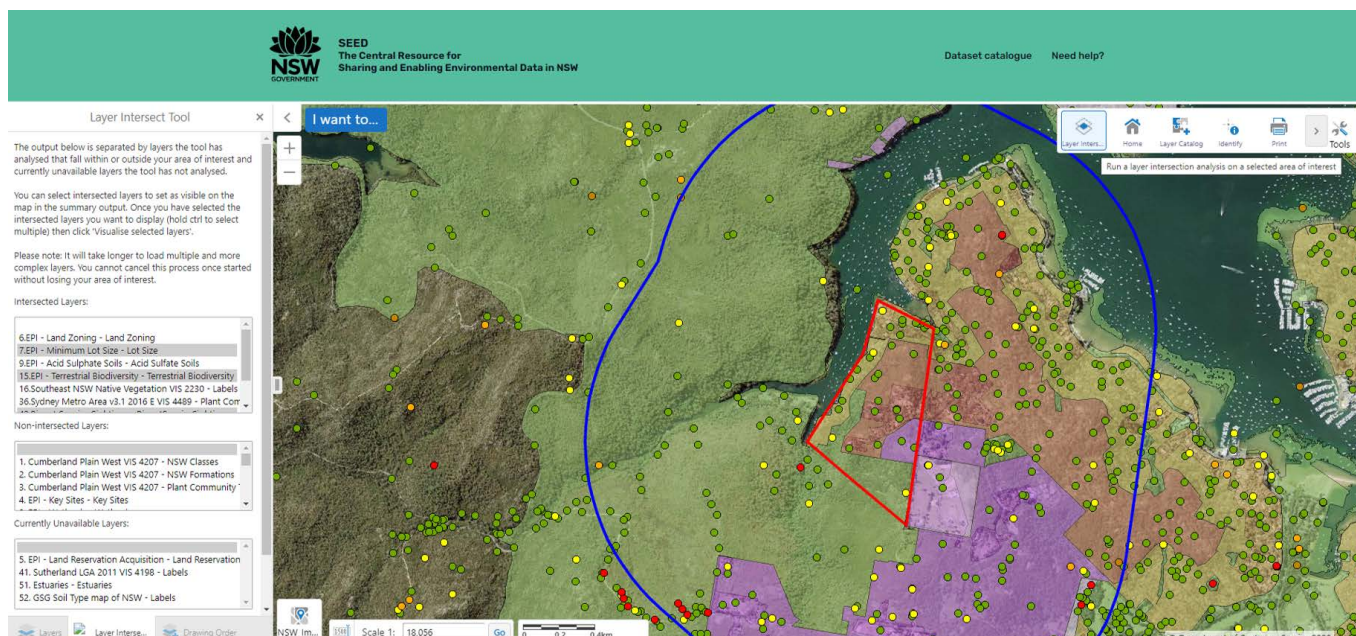 SEED
The Central Resource for
Sharing and Enabling Environmental Data in NSW
NSW
GOVERNMENT
Dataset catalogue
Need help?
Layer Intersect Tool
The output below is separated by layers the tool has
analysed that fall within or outside your area of interest and
currently unavailable layers the tool has not analysed.
You can select intersected layers to set as visible on the
map in the summary output. Once you have selected the
intersected layers you want to display (hold ctrl to select
multiple) then click 'Visualise selected layers'.
Please note: It will take longer to load multiple and more
complex layers. You cannot cancel this process once started
without losing your area of interest.
Intersected Layers:
6.EPI - Land Zoning - Land Zoning
7.EPI - Minimum Lot Size - Lot Size
9.EPI - Acid Sulphate Soils - Acid Sulfate Soils
15.EPI - Terrestrial Biodiversity - Terrestrial Biodiversity
16.Southeast NSW Native Vegetation VIS 2230 - Labels
36.Sydney Metro Area v3.1 2016 E VIS 4489 - Plant Com
Non-intersected Layers:
1. Cumberland Plain West VIS 4207 - NSW Classes
2. Cumberland Plain West VIS 4207 - NSW Formations
3. Cumberland Plain West VIS 4207 - Plant Community
4. EPI - Key Sites - Key Sites
Currently Unavailable Layers:
5. EPI - Land Reservation Acquisition - Land Reservation
41. Sutherland LGA 2011 VIS 4198 - Labels
51. Estuaries - Estuaries
52. GSG Soil Type map of NSW - Labels
Layers
Layer Interse...
Drawing Order
I want to...
Layer Inters...
Home
Layer Catalog
Identify
Print
Tools
Run a layer intersection analysis on a selected area of interest
NSW Im...
Scale 1:
18,056
Go
0 0.2 0.4km